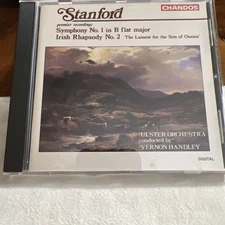 Stanford
CHANDOS
premier recordings
Symphony No. 1 in B flat major
Irish Rhapsody No. 2 'The Lament for the Son of Ossian'
ULSTER ORCHESTRA
conducted by
VERNON HANDLEY
DIGITAL